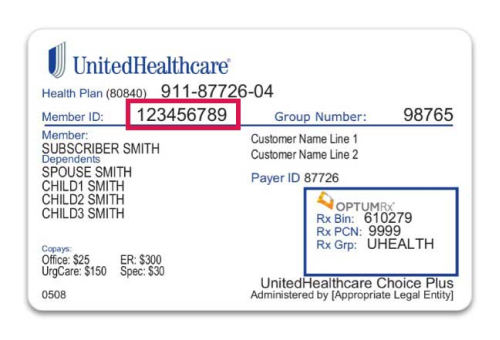 UnitedHealthcare®
Health Plan (80840) 911-87726-04
Member ID: 123456789 Group Number: 98765
Member:
SUBSCRIBER SMITH
Dependents
SPOUSE SMITH
CHILD1 SMITH
CHILD2 SMITH
CHILD3 SMITH
Customer Name Line 1
Customer Name Line 2
Payer ID 87726
OPTUMRx®
Rx Bin: 610279
Rx PCN: 9999
Rx Grp: UHEALTH
Copays:
Office: $25 ER: $300
UrgCare: $150 Spec: $30
UnitedHealthcare Choice Plus
0508 Administered by [Appropriate Legal Entity]